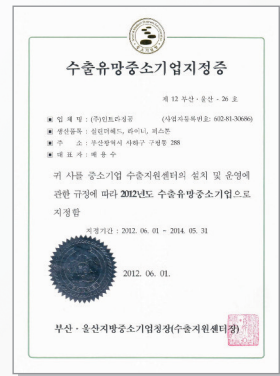 수출유망중소기업지정증
제 12 부산·울산 - 26 호
▣ 업 체 명 : (주)인트라정공 (사업자등록번호: 602-81-30686)
▣ 생산품목 : 실린더헤드, 라이너, 피스톤
▣ 주 소 : 부산광역시 사하구 구평동 288
▣ 대 표 자 : 배 용 수
귀 사를 중소기업 수출지원센터의 설치 및 운영에
관한 규정에 따라 2012년도 수출유망중소기업으로
지정함
지정기간 : 2012. 06. 01 ~ 2014. 05. 31
2012. 06. 01.
부산·울산지방중소기업청장(수출지원센터장)